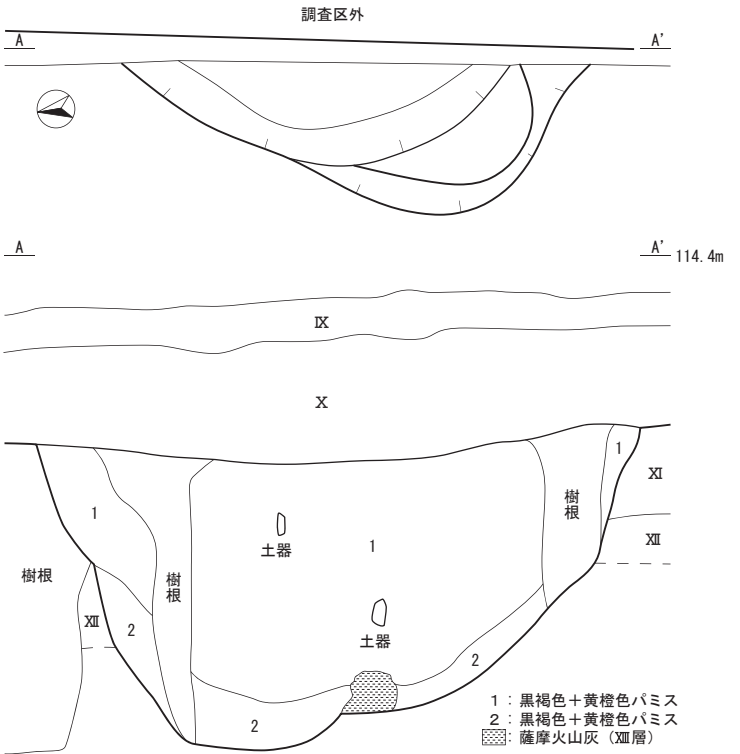 調査区外
A A'
A A' 114.4m
Ⅸ
Ⅹ
1
樹根
Ⅺ
1
土器
1
Ⅻ
樹根
樹根
Ⅻ
2
土器
2
2
1：黒褐色＋黄橙色パミス
2：黒褐色＋黄橙色パミス
：薩摩火山灰（Ⅻ層）